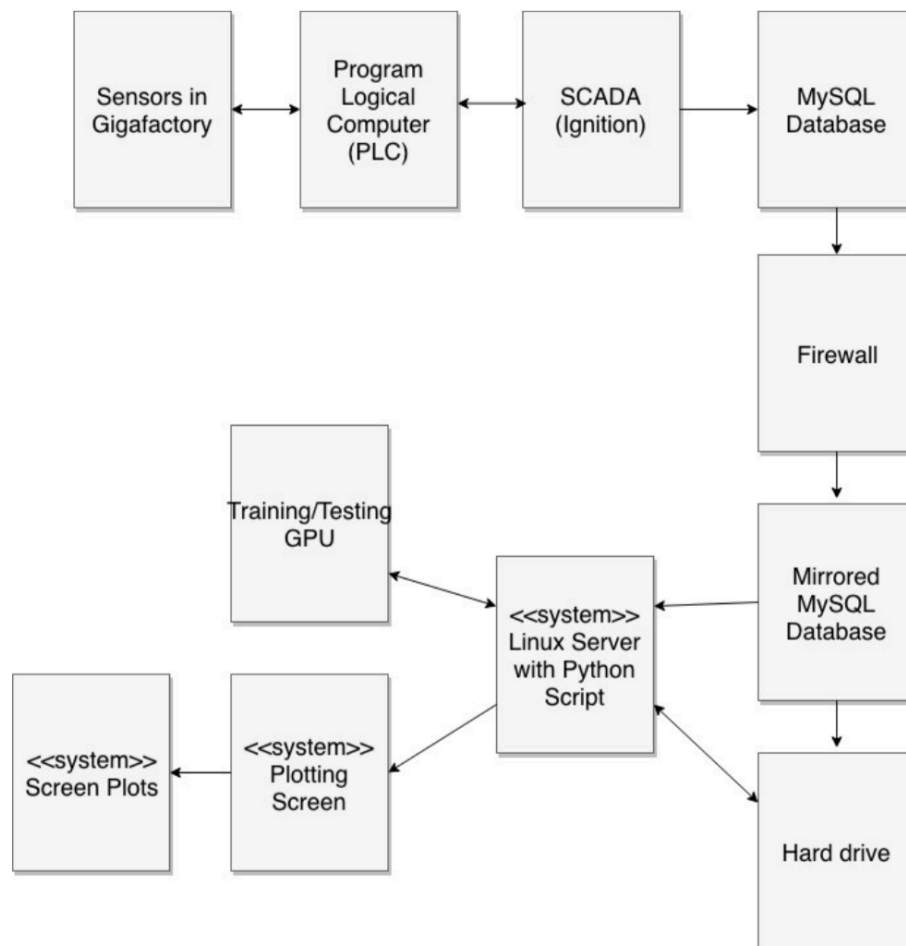 Sensors in
Gigafactory
Program
Logical
Computer
(PLC)
SCADA
(Ignition)
MySQL
Database
Firewall
Training/Testing
GPU
Mirrored
MySQL
Database
<<system>>
Linux Server
with Python
Script
<<system>>
Screen Plots
<<system>>
Plotting
Screen
Hard drive